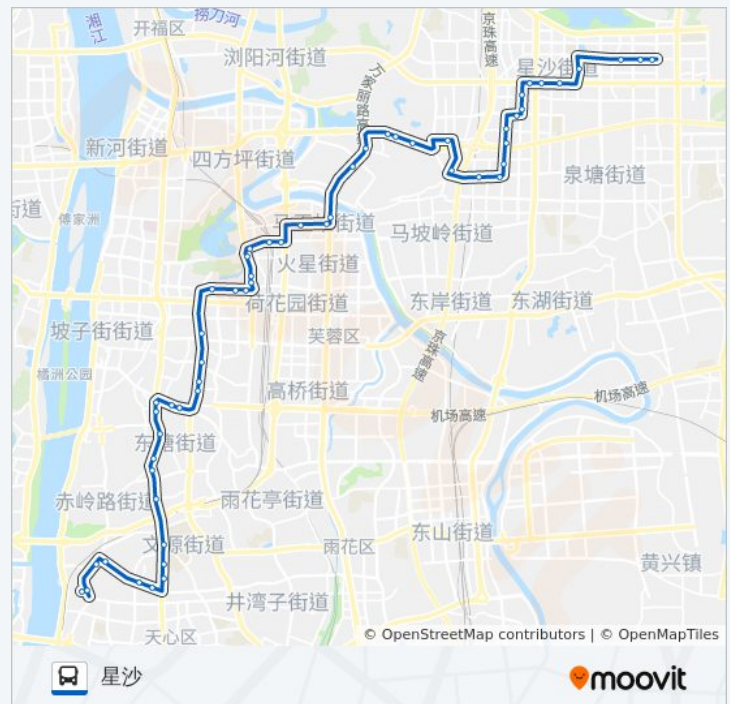 湘江
捞刀河
开福区
京珠高速
浏阳河街道
星沙街道
万家丽路高
新河街道
四方坪街道
泉塘街道
街道
傅家洲
街道
马坡岭街道
火星街道
荷花园街道
东岸街道
东湖街道
坡子街街道
芙蓉区
京珠高速
橘洲公园
高桥街道
机场高速
机场高速
东塘街道
赤岭路街道
雨花亭街道
文源街道
雨花区
东山街道
黄兴镇
井湾子街道
天心区
© OpenStreetMap contributors | © OpenMapTiles
星沙
moovit